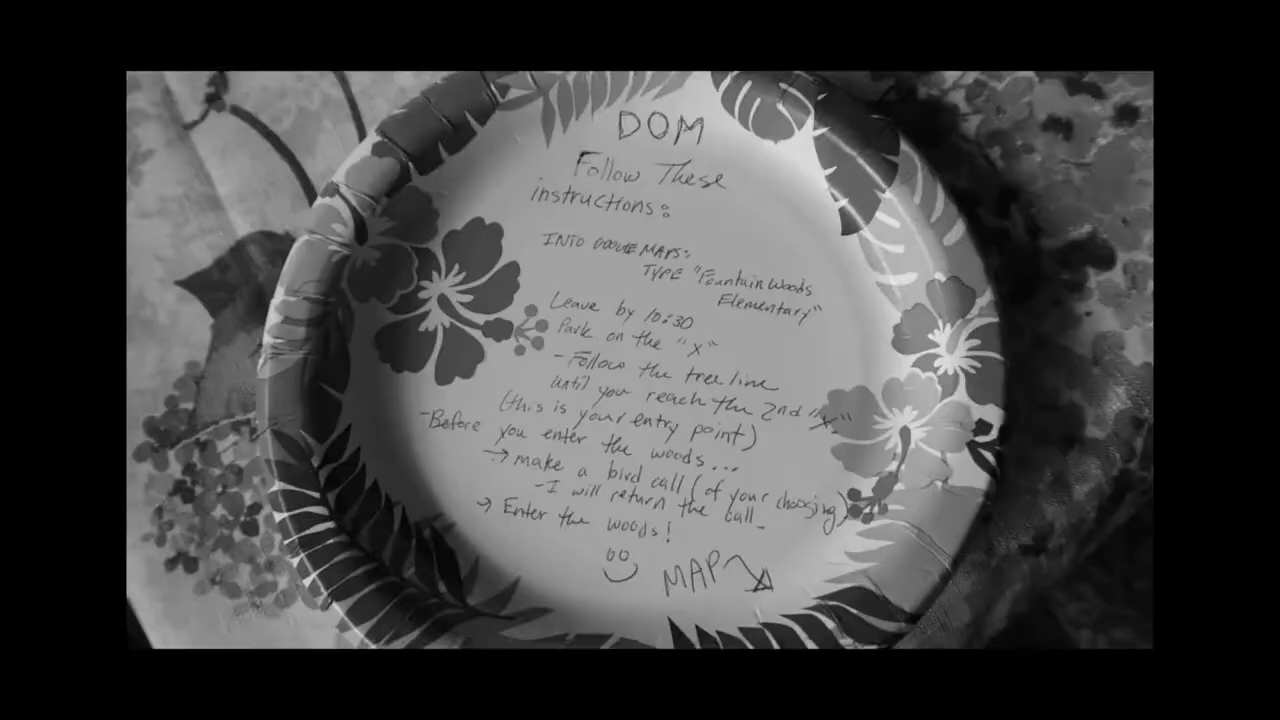 DOM
Follow These
instructions:
INTO GOOGLE MAPS:
TYPE "Fountain Woods
Elementary"
Leave by 10:30
Park on the "X"
- Follow the tree line
until you reach the 2nd "X"
(this is your entry point)
-Before you enter the woods...
→ make a bird call (of your choosing)
-I will return the call
→ Enter the woods!
MAP